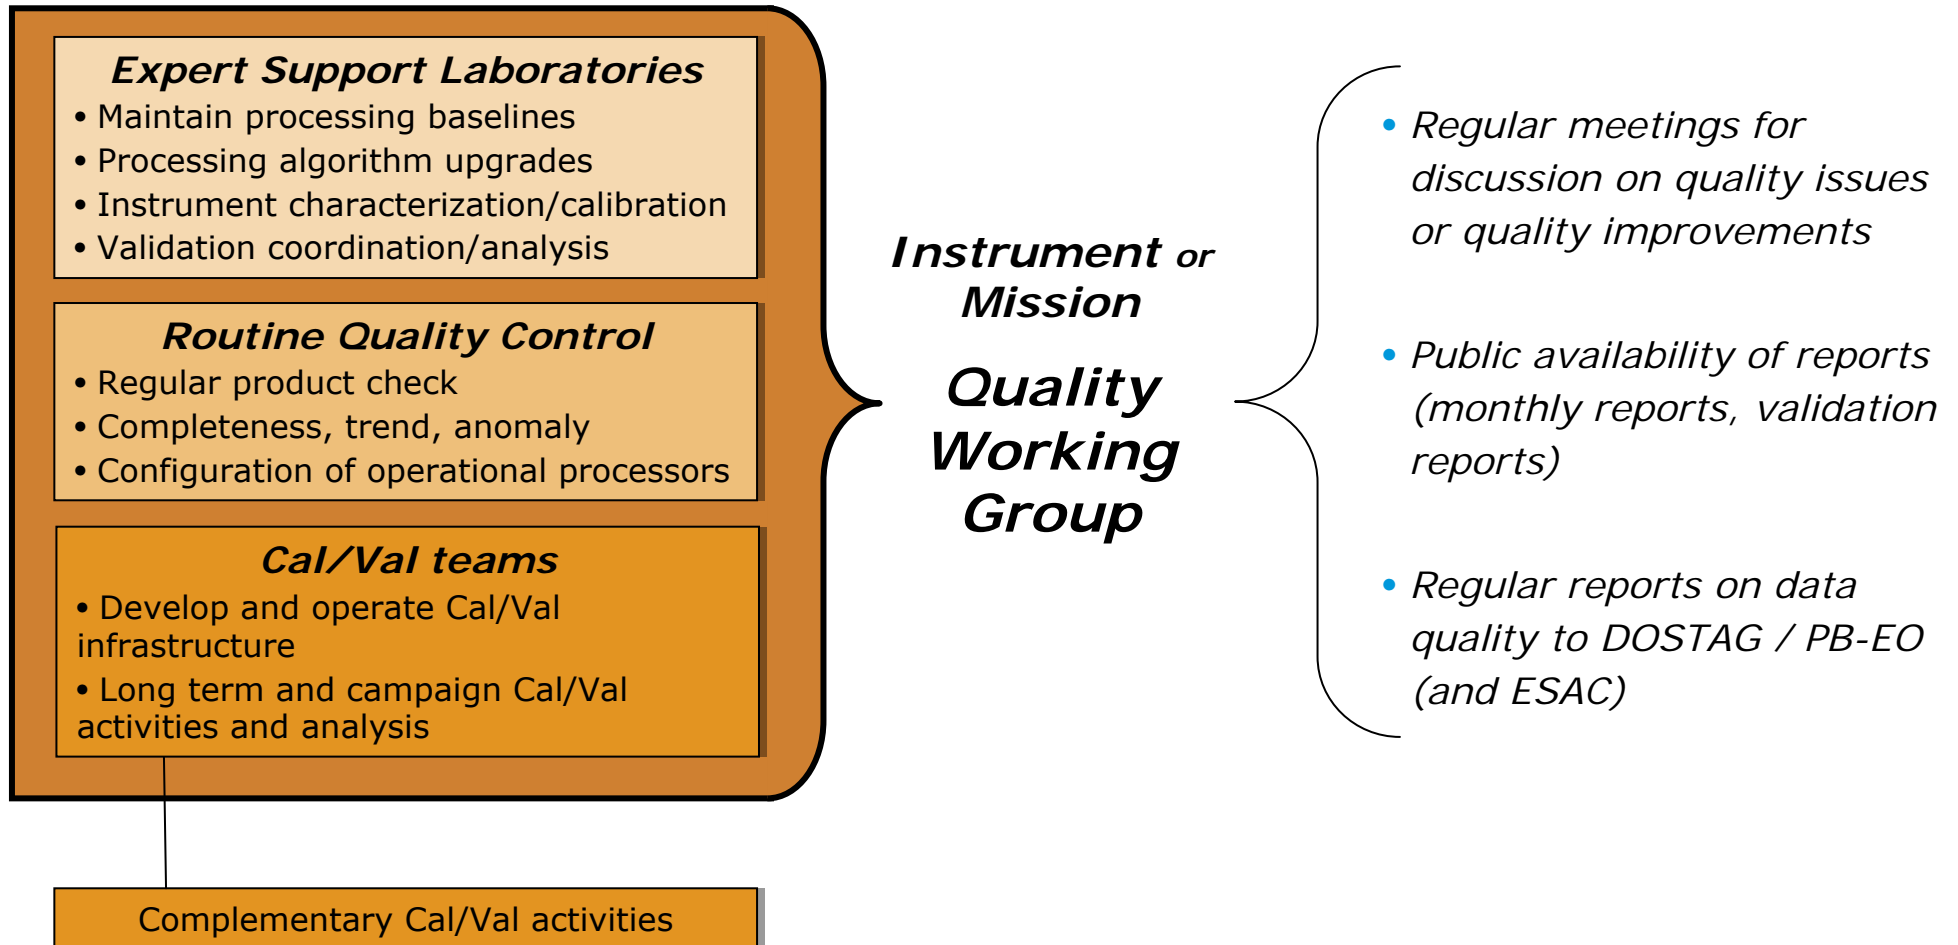 Expert Support Laboratories
• Maintain processing baselines
• Processing algorithm upgrades
• Instrument characterization/calibration
• Validation coordination/analysis
Routine Quality Control
• Regular product check
• Completeness, trend, anomaly
• Configuration of operational processors
Cal/Val teams
• Develop and operate Cal/Val
infrastructure
• Long term and campaign Cal/Val
activities and analysis
Complementary Cal/Val activities
Instrument or
Mission
Quality
Working
Group
• Regular meetings for
discussion on quality issues
or quality improvements
• Public availability of reports
(monthly reports, validation
reports)
• Regular reports on data
quality to DOSTAG / PB-EO
(and ESAC)